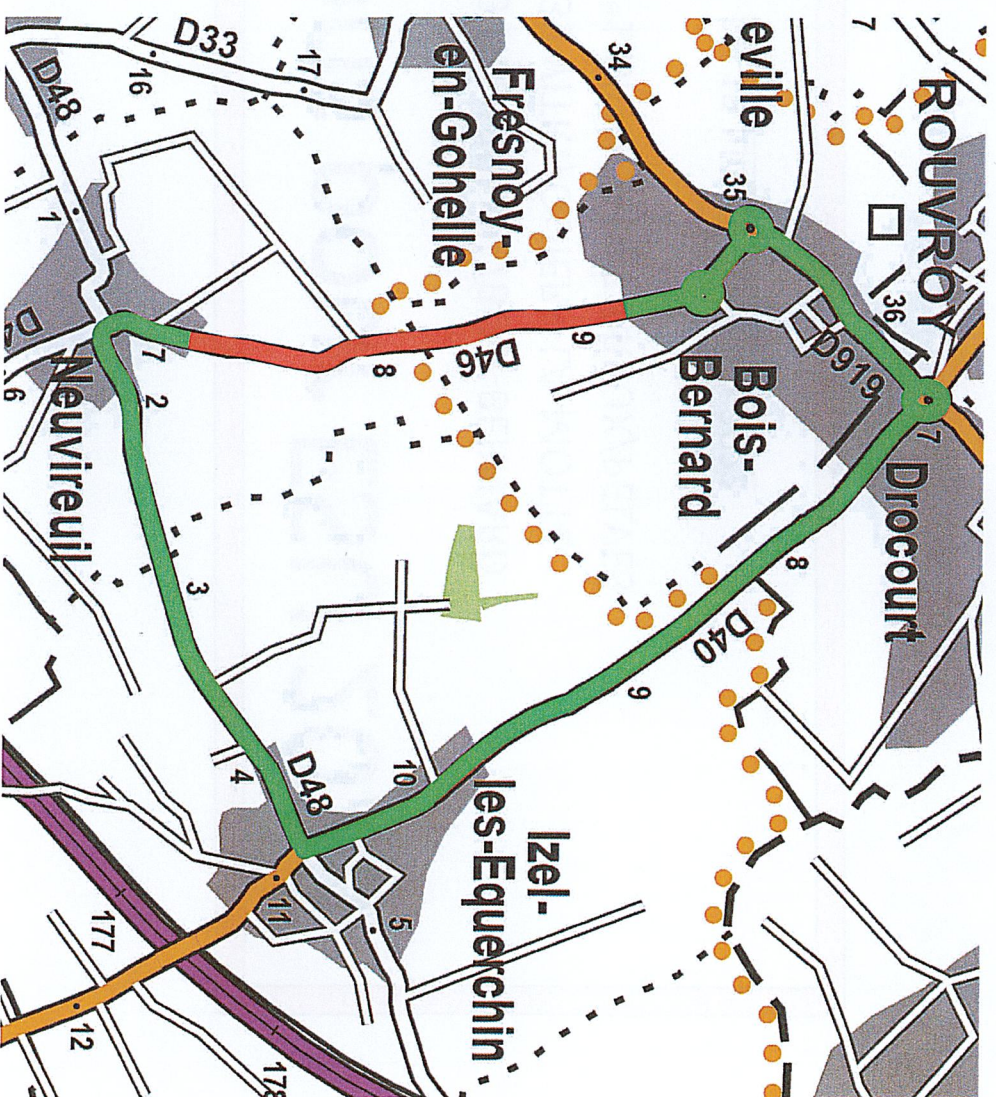 D33
17
16
D48
1
Fresnoy-
en-Gohelle
34
eville
35
ROUVROY
36
D919
7
Drocourt
Bois-
Bernard
9
D46
8
7
2
Neuvireuil
6
3
8
D40
9
10
4
D48
Izel-
les-Equerchin
5
11
177
12
178